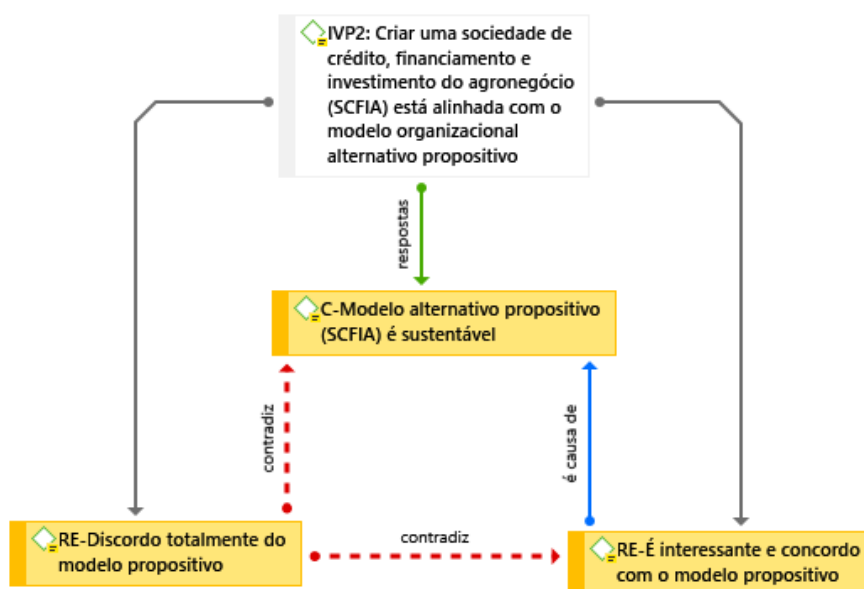 IVP2: Criar uma sociedade de
crédito, financiamento e
investimento do agronegócio
(SCFIA) está alinhada com o
modelo organizacional
alternativo propositivo
respostas
C-Modelo alternativo propositivo
(SCFIA) é sustentável
contradiz
é causa de
RE-Discordo totalmente do
modelo propositivo
contradiz
RE-É interessante e concordo
com o modelo propositivo